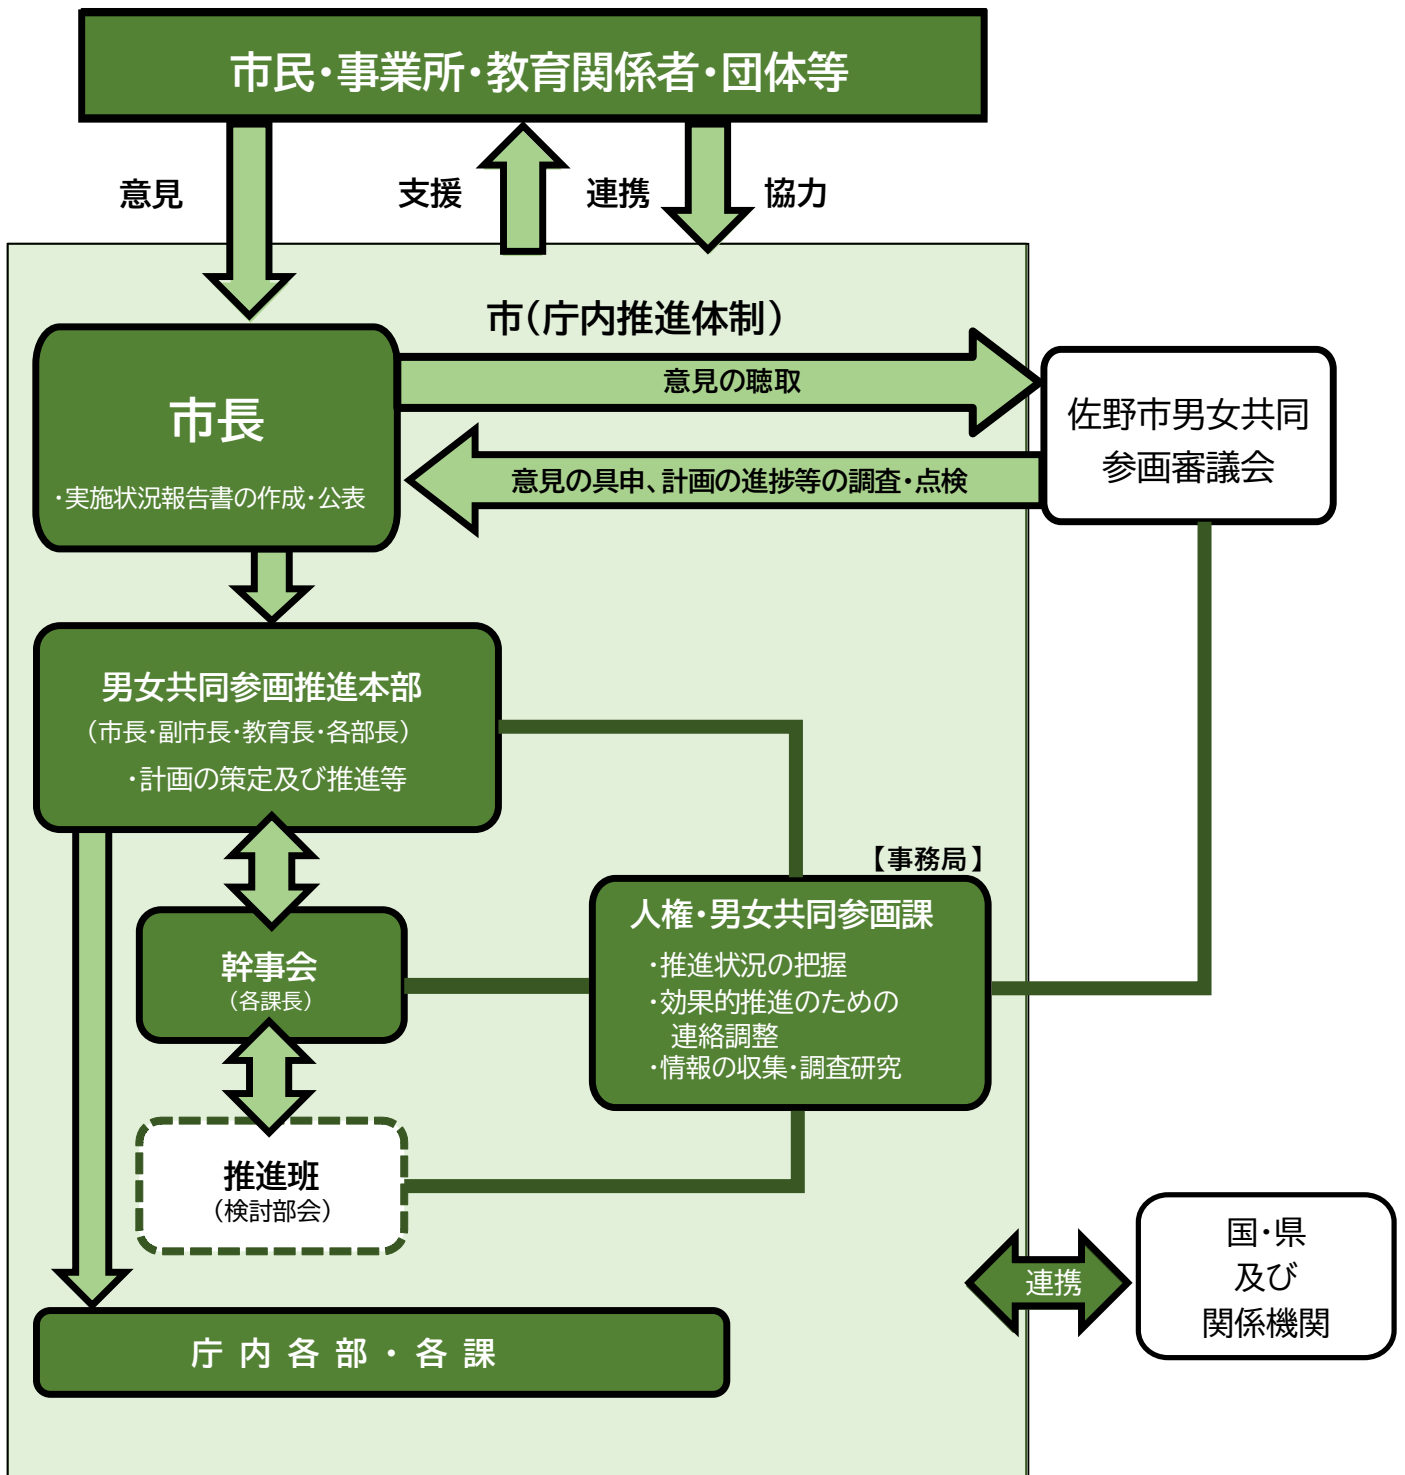 市民・事業所・教育関係者・団体等
意見
支援
連携
協力
市（庁内推進体制）
意見の聴取
市長
・実施状況報告書の作成・公表
佐野市男女共同
参画審議会
意見の具申、計画の進捗等の調査・点検
男女共同参画推進本部
（市長・副市長・教育長・各部長）
・計画の策定及び推進等
【事務局】
人権・男女共同参画課
・推進状況の把握
・効果的推進のための
連絡調整
・情報の収集・調査研究
幹事会
（各課長）
推進班
（検討部会）
連携
国・県
及び
関係機関
庁内各部・各課